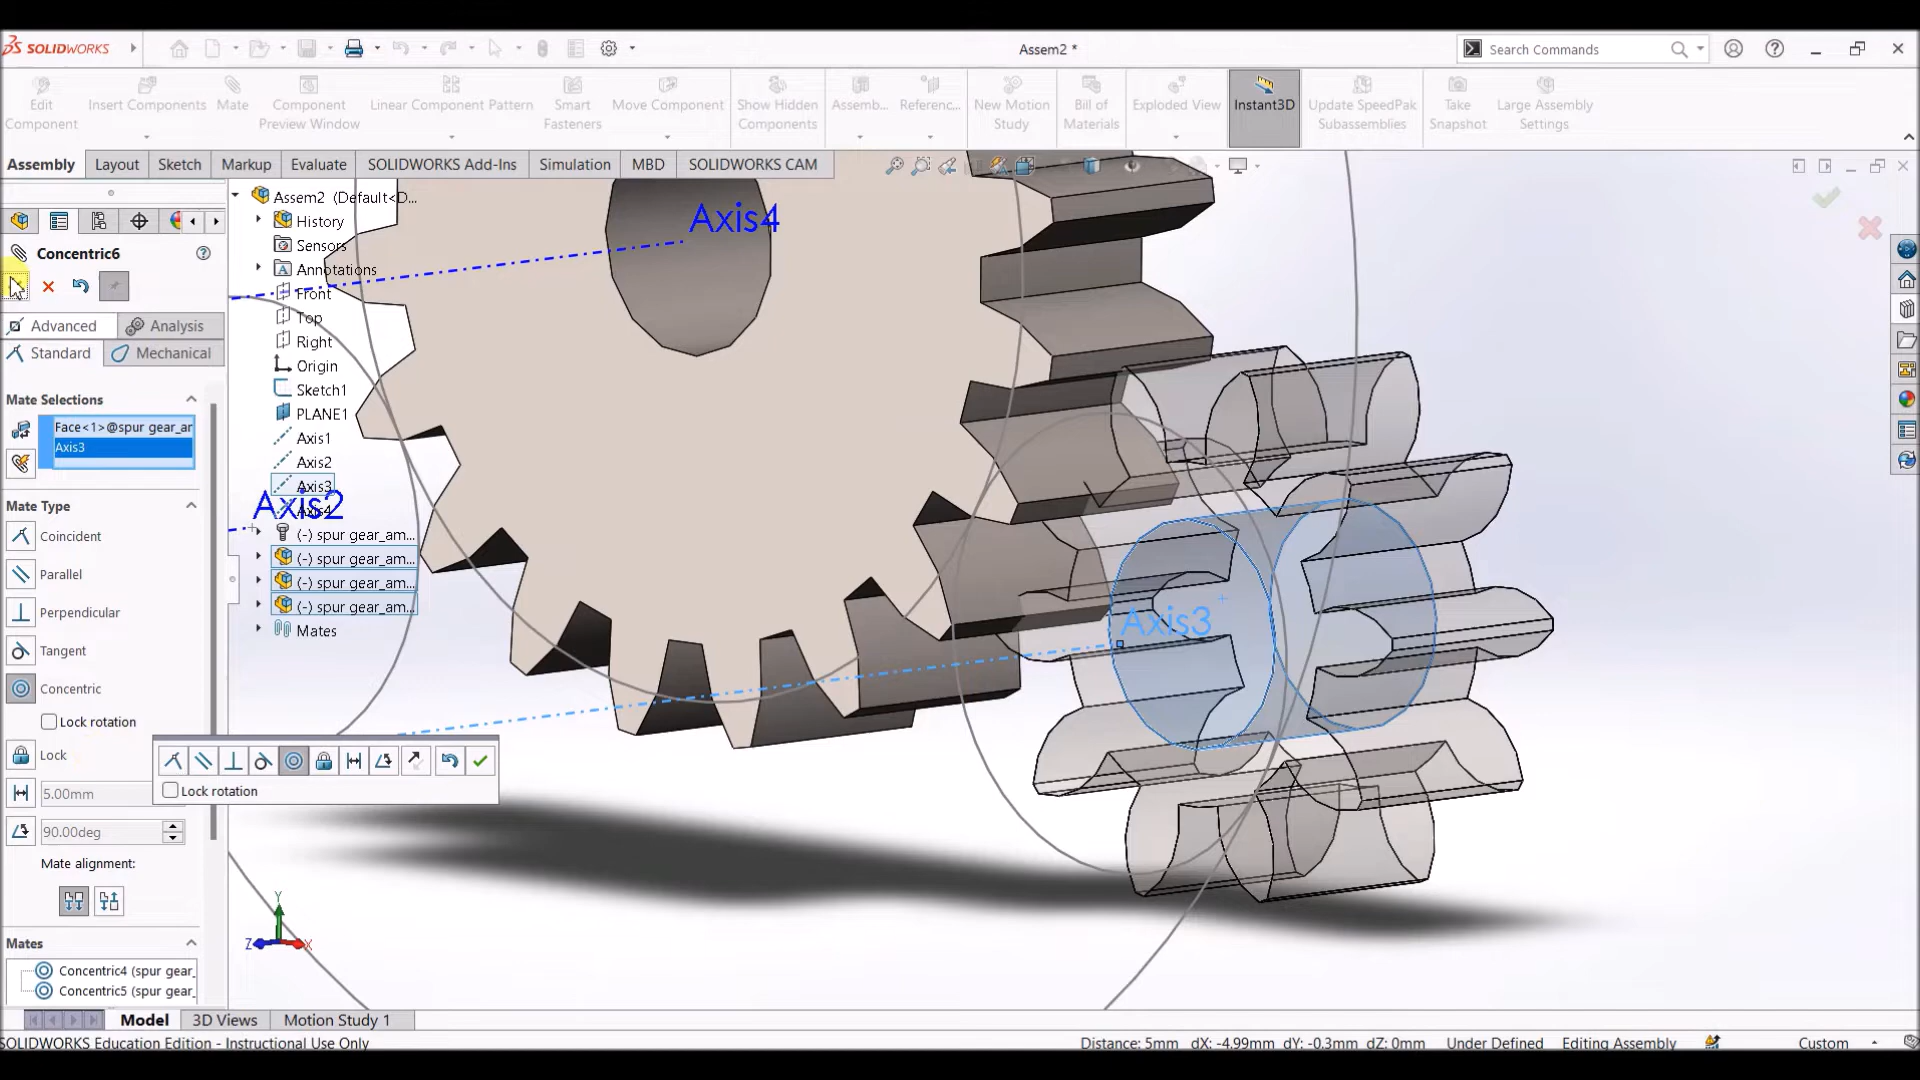 SOLIDWORKS
Assem2 *
Search Commands
Edit Component
Insert Components
Mate
Component Preview Window
Linear Component Pattern
Smart Fasteners
Move Component
Show Hidden Components
Assemb...
Referenc...
New Motion Study
Bill of Materials
Exploded View
Instant3D
Update SpeedPak Subassemblies
Take Snapshot
Large Assembly Settings
Assembly
Layout
Sketch
Markup
Evaluate
SOLIDWORKS Add-Ins
Simulation
MBD
SOLIDWORKS CAM
Concentric6
Advanced
Analysis
Standard
Mechanical
Mate Selections
Face<1>@spur gear_ar
Axis3
Mate Type
Coincident
Parallel
Perpendicular
Tangent
Concentric
Lock rotation
Lock
5.00mm
90.00deg
Mate alignment:
Mates
Concentric4 (spur gear_
Concentric5 (spur gear_
Assem2 (Default<D...
History
Sensors
Annotations
Front
Top
Right
Origin
Sketch1
PLANE1
Axis1
Axis2
Axis3
Axis4
(-) spur gear_am...
(-) spur gear_am...
(-) spur gear_am...
(-) spur gear_am...
Mates
Axis4
Axis2
Axis3
Lock rotation
Y
Z
X
Model
3D Views
Motion Study 1
SOLIDWORKS Education Edition - Instructional Use Only
Distance: 5mm dX: -4.99mm dY: -0.3mm dZ: 0mm
Under Defined
Editing Assembly
Custom